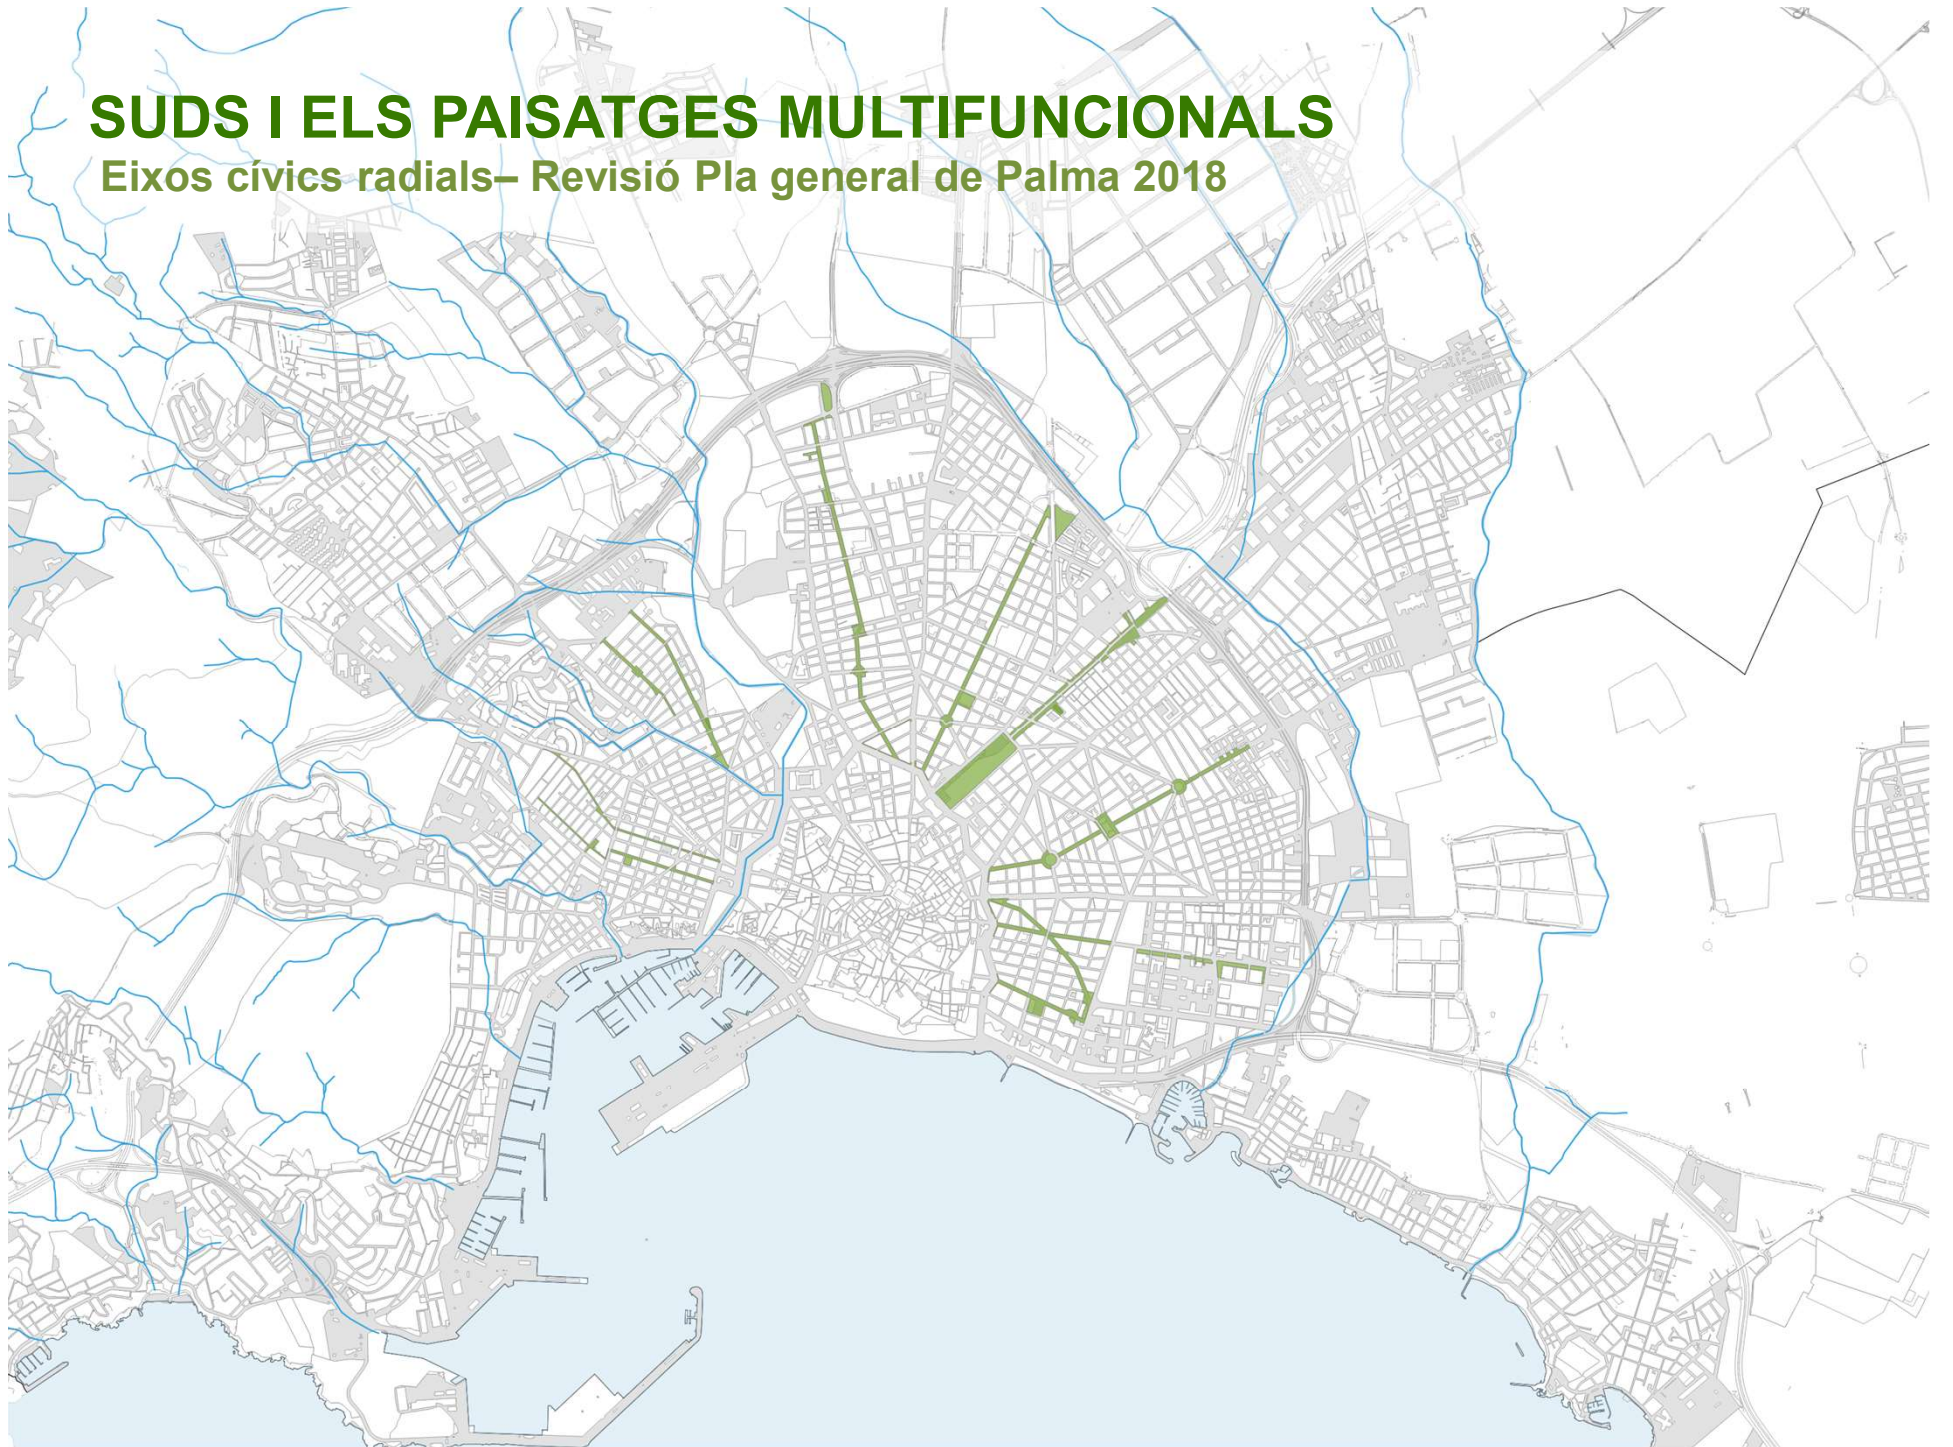 SUDS I ELS PAISATGES MULTIFUNCIONALS
Eixos cívics radials– Revisió Pla general de Palma 2018